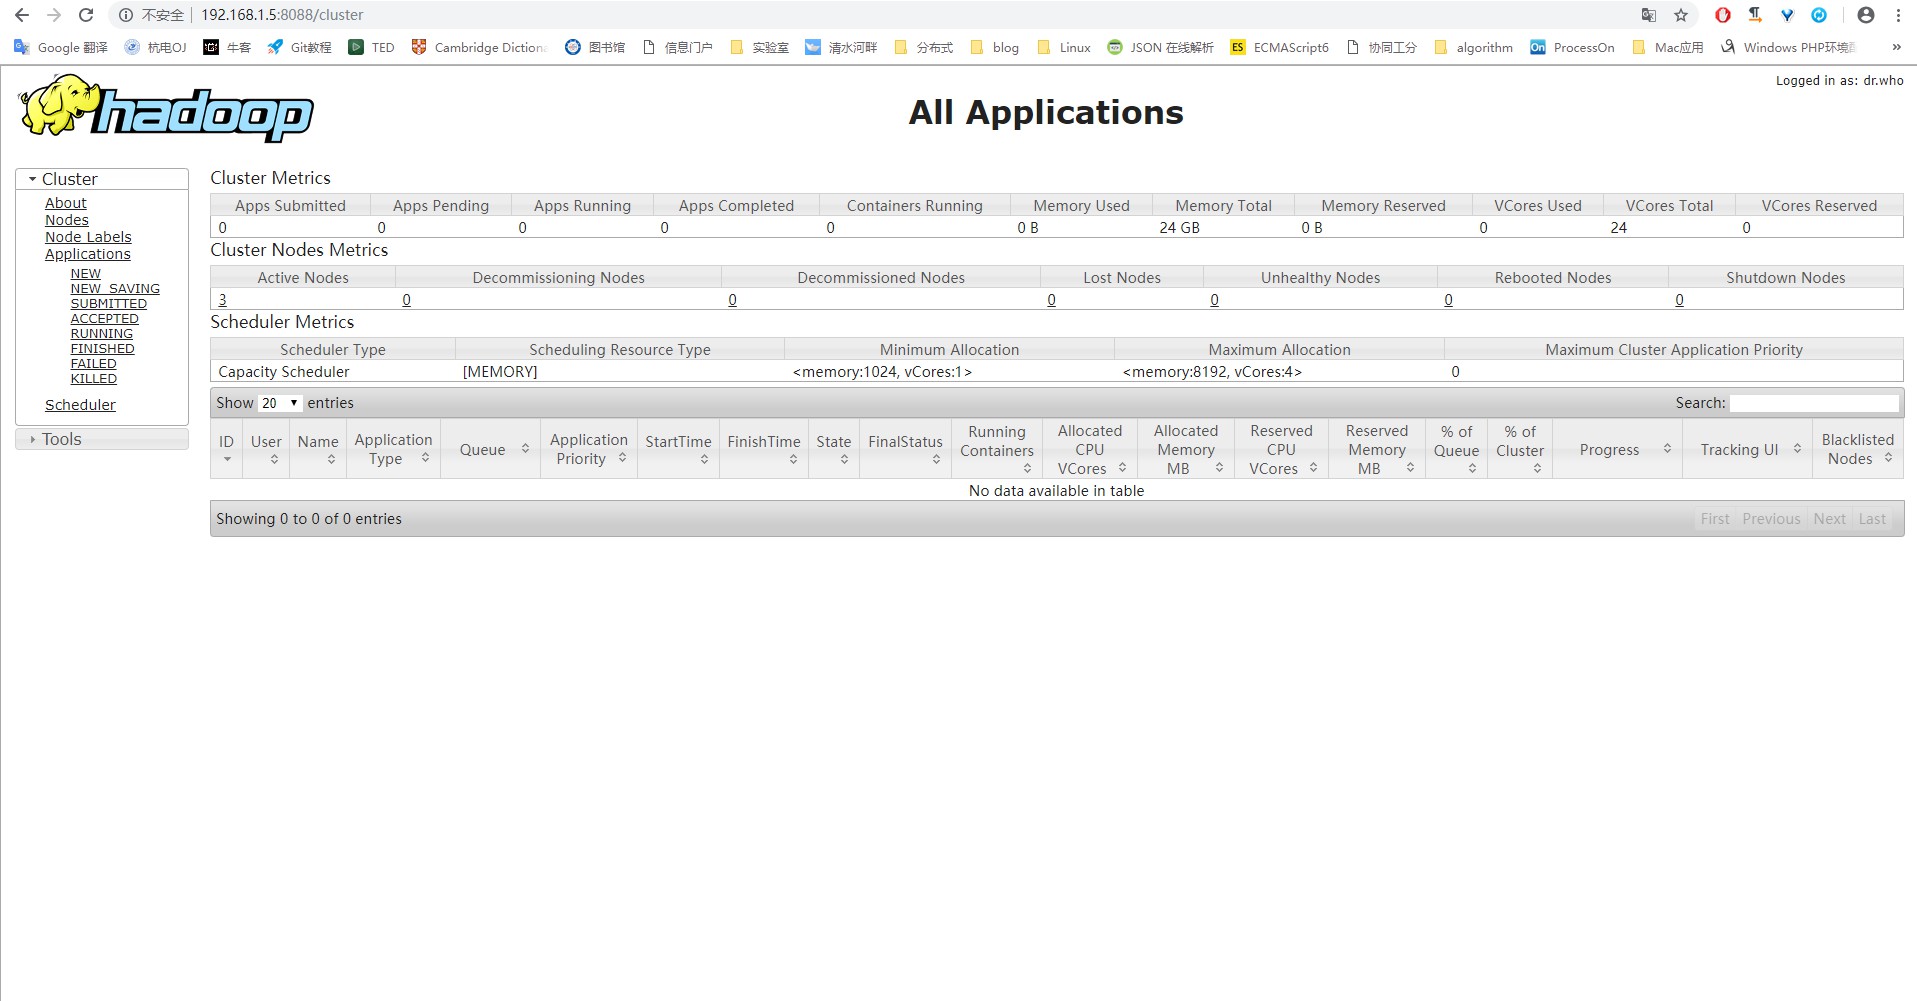 不安全 192.168.1.5:8088/cluster
Google 翻译 杭电OJ 牛客 Git教程 TED Cambridge Dictiona 图书馆 信息门户 实验室 清水河畔 分布式 blog Linux JSON 在线解析 ES ECMAScript6 协同工分 algorithm On ProcessOn Mac应用 Windows PHP环境 »
Logged in as: dr.who
hadoop
All Applications
Cluster
About
Nodes
Node Labels
Applications
NEW
NEW_SAVING
SUBMITTED
ACCEPTED
RUNNING
FINISHED
FAILED
KILLED
Scheduler
Tools
Cluster Metrics
Apps Submitted Apps Pending Apps Running Apps Completed Containers Running Memory Used Memory Total Memory Reserved VCores Used VCores Total VCores Reserved
0 0 0 0 0 0 B 24 GB 0 B 0 24 0
Cluster Nodes Metrics
Active Nodes Decommissioning Nodes Decommissioned Nodes Lost Nodes Unhealthy Nodes Rebooted Nodes Shutdown Nodes
3 0 0 0 0 0 0
Scheduler Metrics
Scheduler Type Scheduling Resource Type Minimum Allocation Maximum Allocation Maximum Cluster Application Priority
Capacity Scheduler [MEMORY] <memory:1024, vCores:1> <memory:8192, vCores:4> 0
Show 20 entries Search:
ID User Name Application Type Queue Application Priority StartTime FinishTime State FinalStatus Running Containers Allocated CPU VCores Allocated Memory MB Reserved CPU VCores Reserved Memory MB % of Queue % of Cluster Progress Tracking UI Blacklisted Nodes
No data available in table
Showing 0 to 0 of 0 entries First Previous Next Last